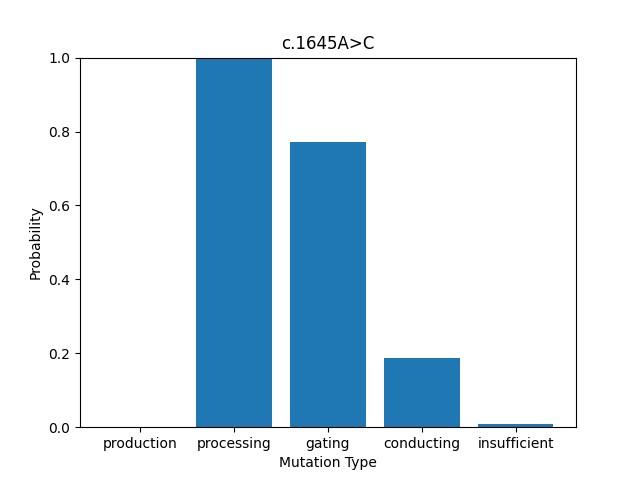 c.1645A>C
1.0
0.8
0.6
0.4
0.2
0.0
Probability
production processing gating conducting insufficient
Mutation Type